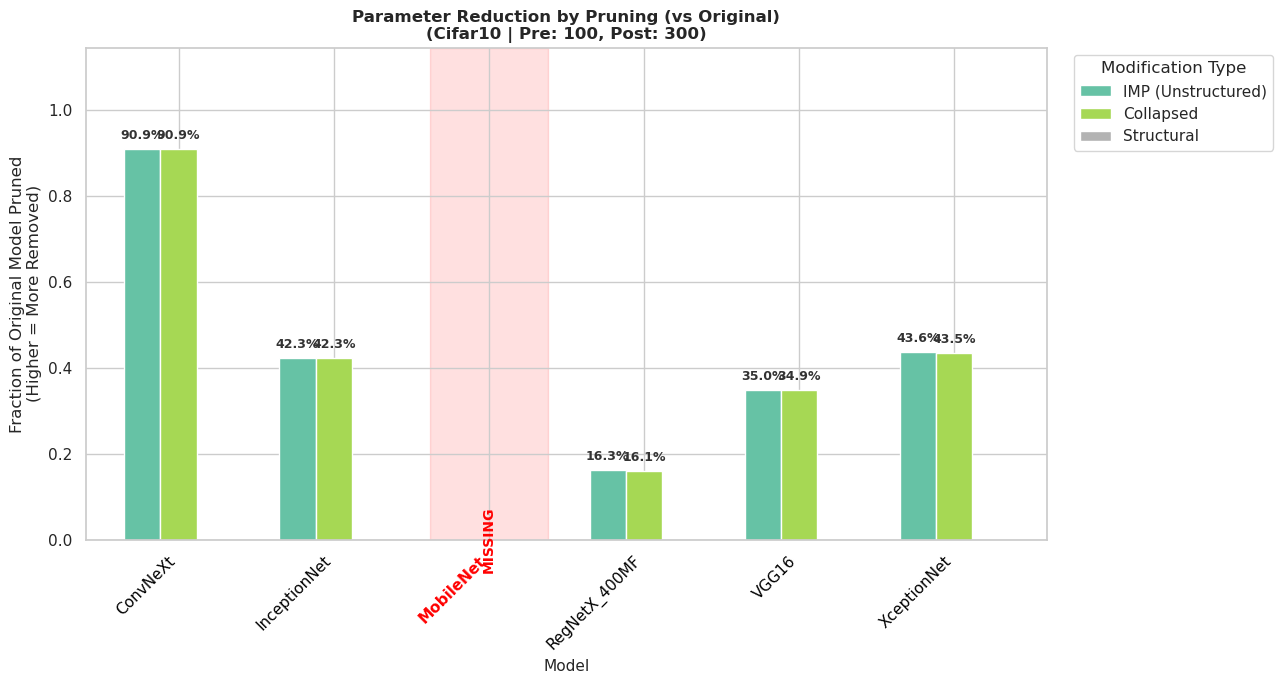 Parameter Reduction by Pruning (vs Original)
(Cifar10 | Pre: 100, Post: 300)
Modification Type
IMP (Unstructured)
Collapsed
Structural
Fraction of Original Model Pruned
(Higher = More Removed)
1.0
0.8
0.6
0.4
0.2
0.0
90.9% 90.9%
42.3% 42.3%
MISSING
16.3% 16.1%
35.0% 34.9%
43.6% 43.5%
ConvNeXt
InceptionNet
MobileNet
RegNetX_400MF
VGG16
XceptionNet
Model